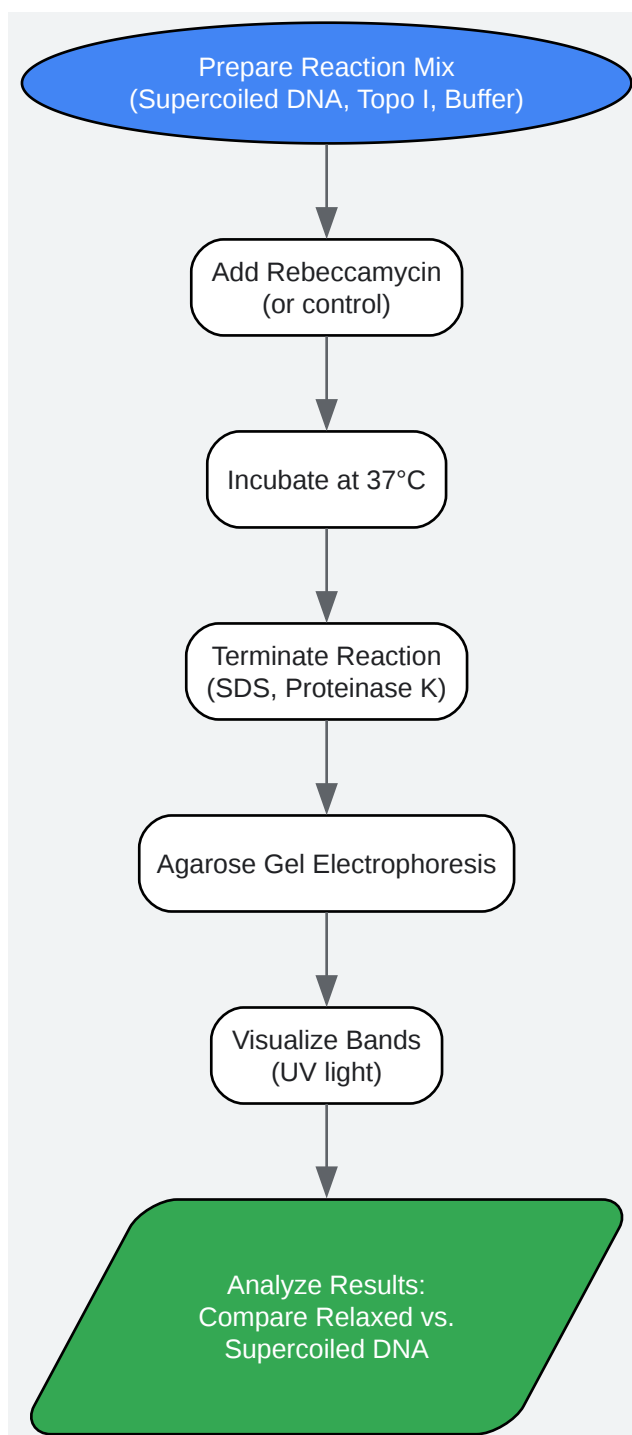 Prepare Reaction Mix
(Supercoiled DNA, Topo I, Buffer)
Add Rebeccamycin
(or control)
Incubate at 37°C
Terminate Reaction
(SDS, Proteinase K)
Agarose Gel Electrophoresis
Visualize Bands
(UV light)
Analyze Results:
Compare Relaxed vs.
Supercoiled DNA